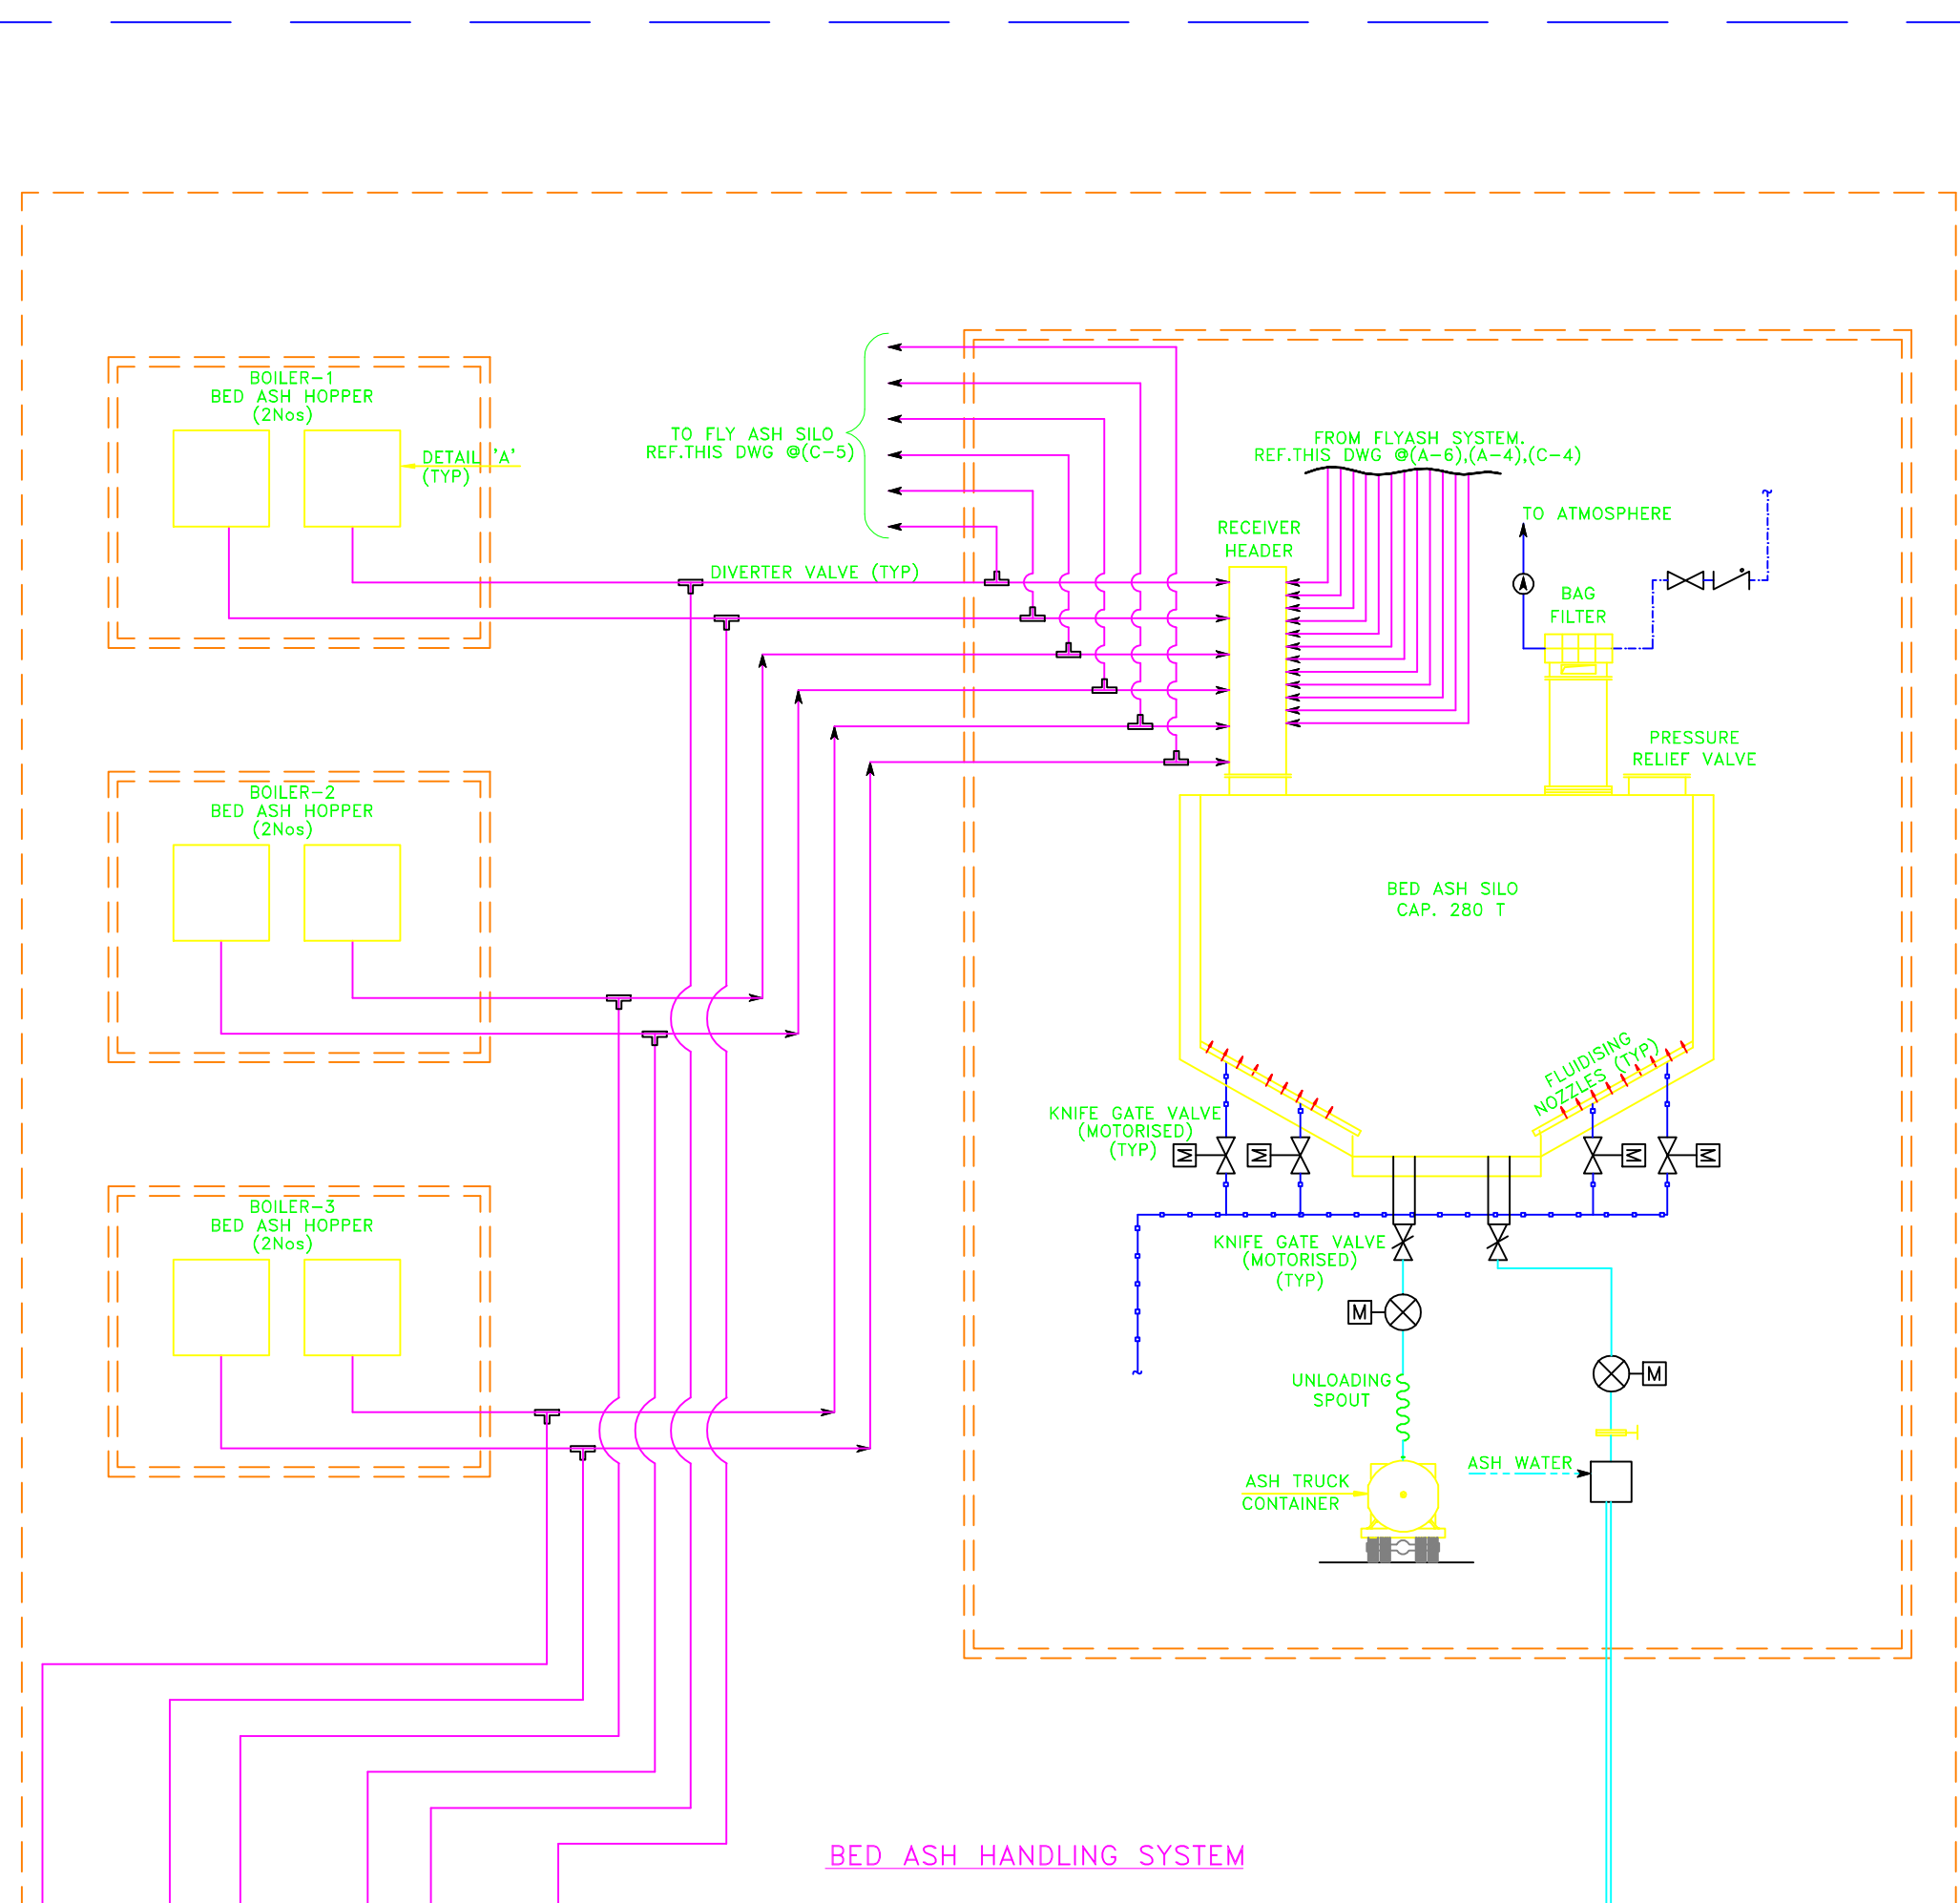 BOILER-1
BED ASH HOPPER
(2Nos)
DETAIL 'A'
(TYP)
TO FLY ASH SILO
REF.THIS DWG @(C-5)
FROM FLYASH SYSTEM.
REF.THIS DWG @(A-6),(A-4),(C-4)
RECEIVER
HEADER
TO ATMOSPHERE
DIVERTER VALVE (TYP)
BAG
FILTER
PRESSURE
RELIEF VALVE
BOILER-2
BED ASH HOPPER
(2Nos)
BED ASH SILO
CAP. 280 T
FLUIDISING
NOZZLES (TYP)
KNIFE GATE VALVE
(MOTORISED)
(TYP)
M
M
M
M
BOILER-3
BED ASH HOPPER
(2Nos)
KNIFE GATE VALVE
(MOTORISED)
(TYP)
M
M
UNLOADING
SPOUT
ASH WATER
ASH TRUCK
CONTAINER
BED ASH HANDLING SYSTEM